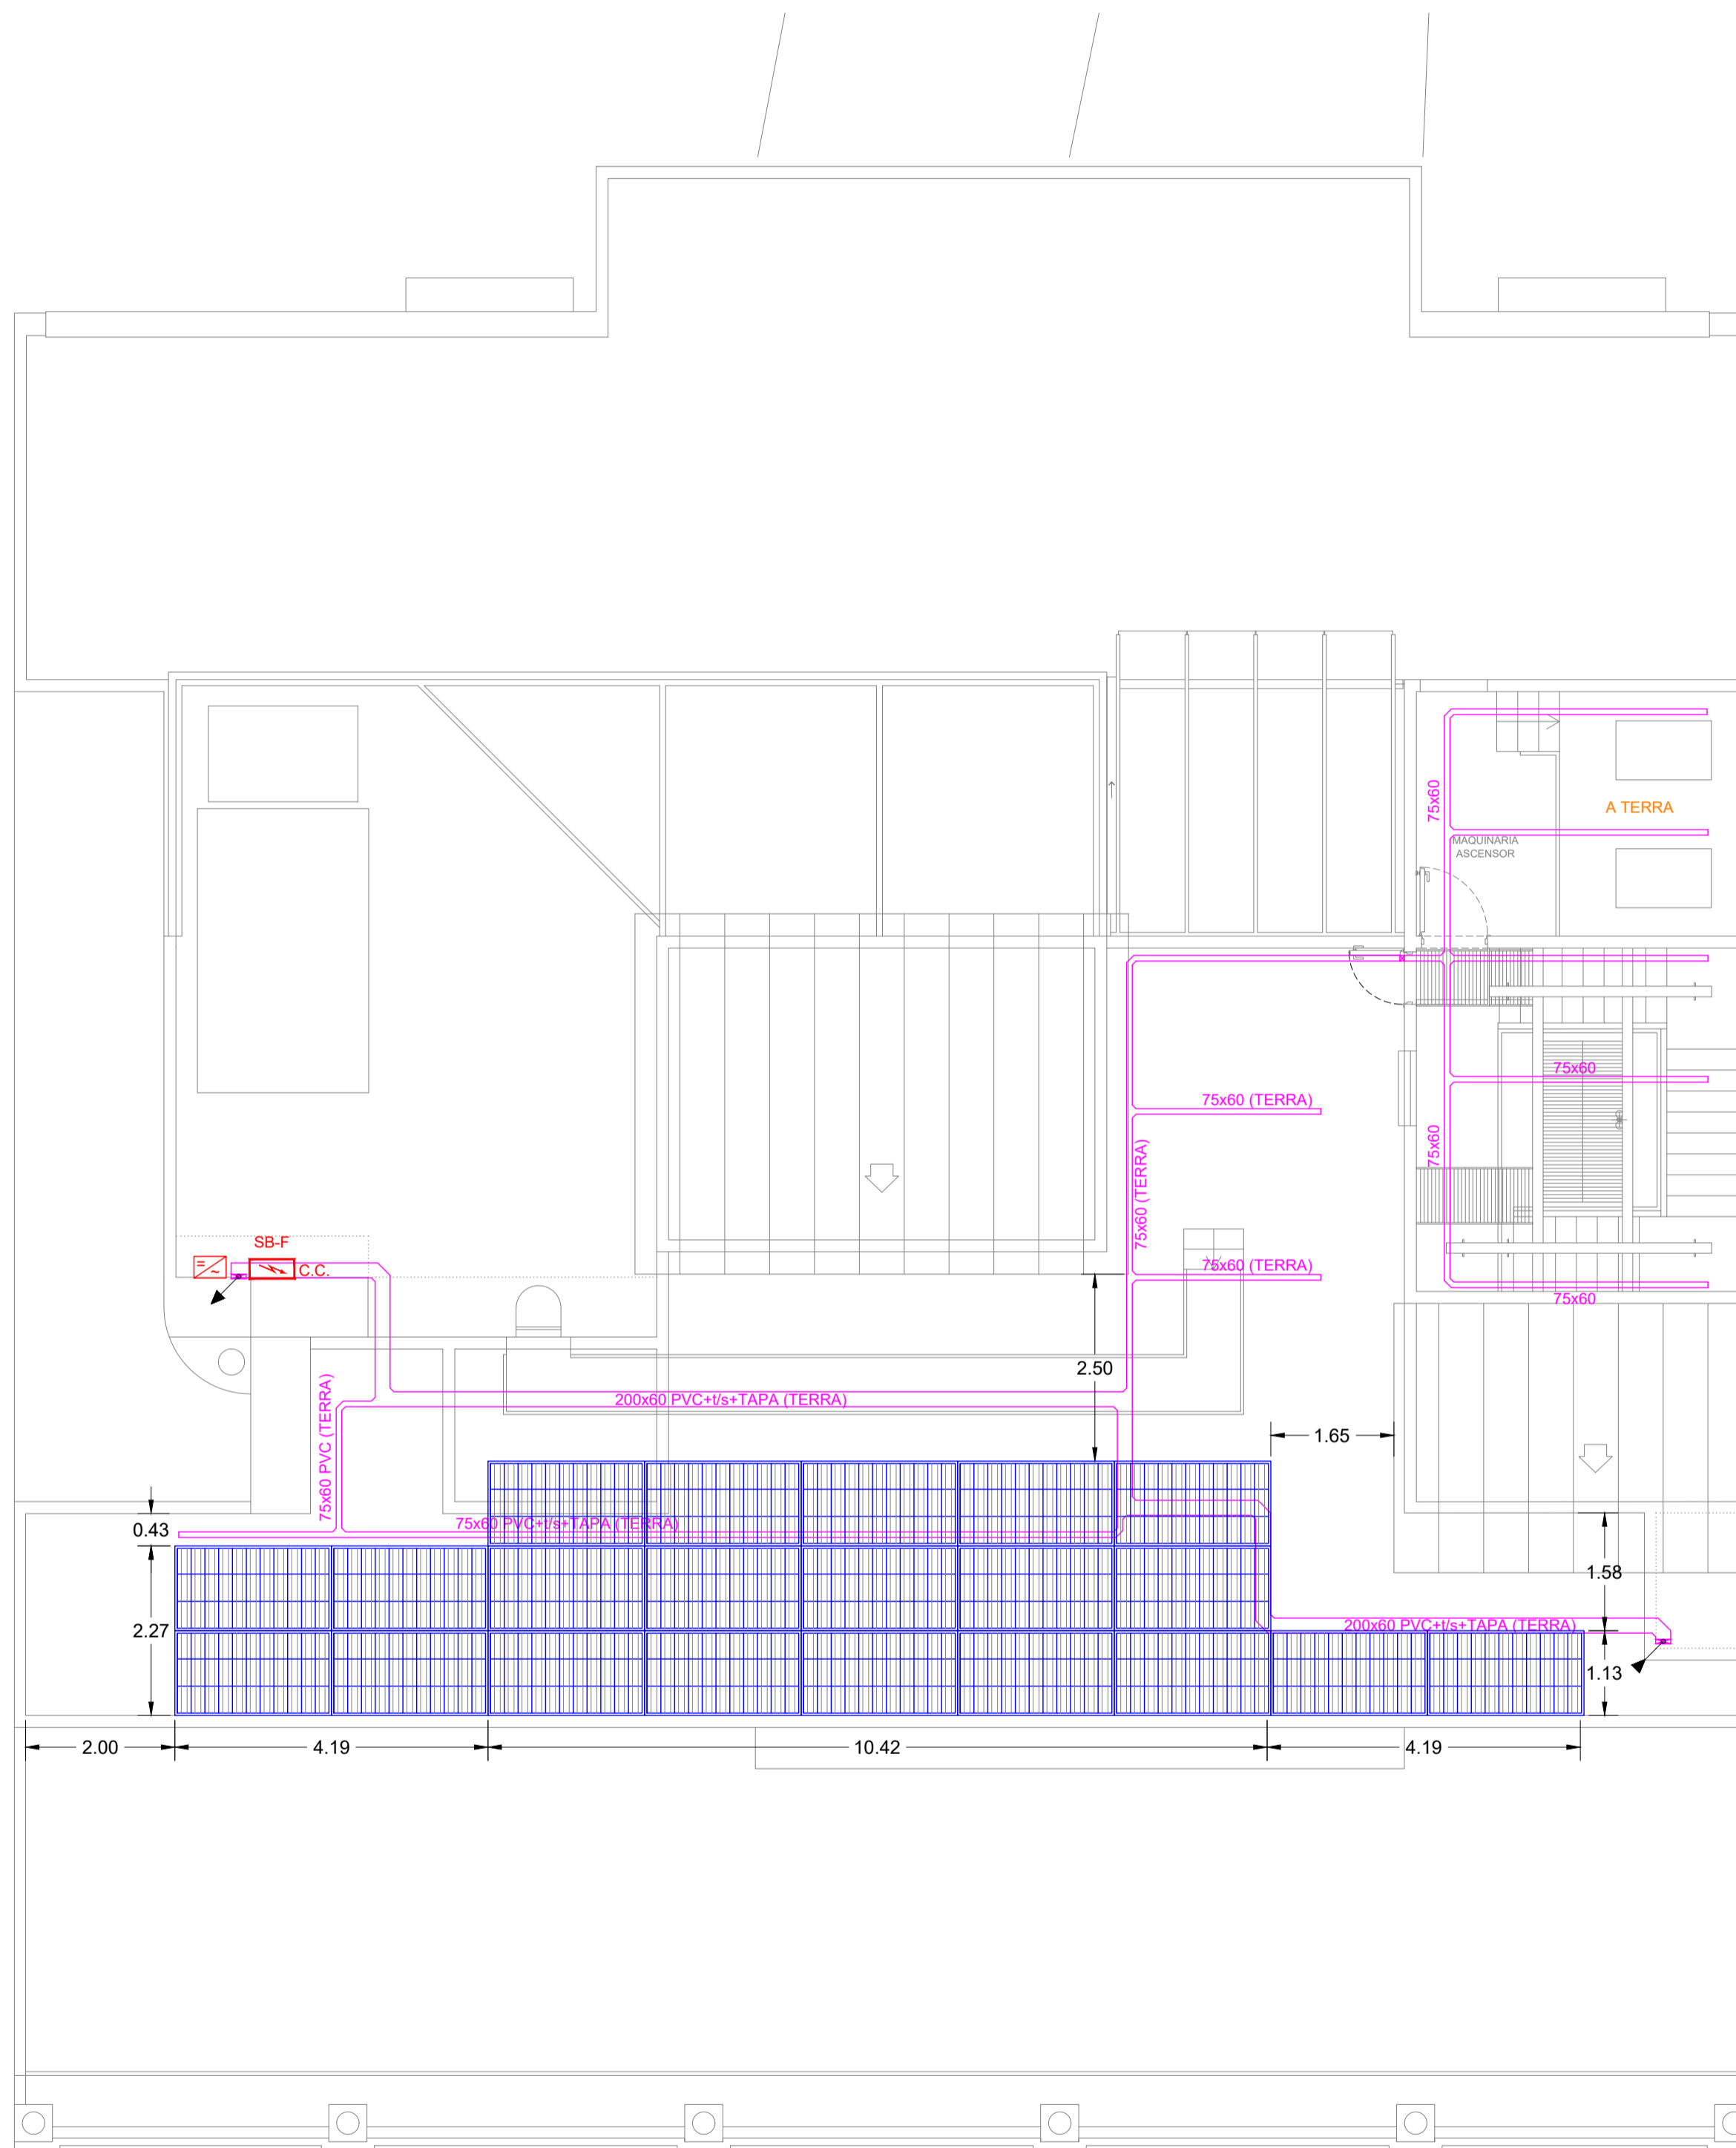 75x60
A TERRA
MAQUINARIA
ASCENSOR
75x60
75x60 (TERRA)
75x60
75x60 (TERRA)
SB-F
C.C.
75x60 (TERRA)
75x60
2.50
200x60 PVC+t/s+TAPA (TERRA)
75x60 PVC (TERRA)
1.65
0.43
75x60 PVC+t/s+TAPA (TERRA)
1.58
2.27
200x60 PVC+t/s+TAPA (TERRA)
1.13
2.00
4.19
10.42
4.19